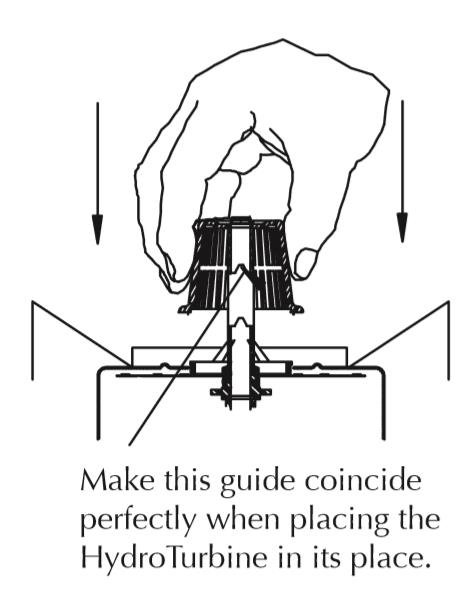 Make this guide coincide
perfectly when placing the
HydroTurbine in its place.